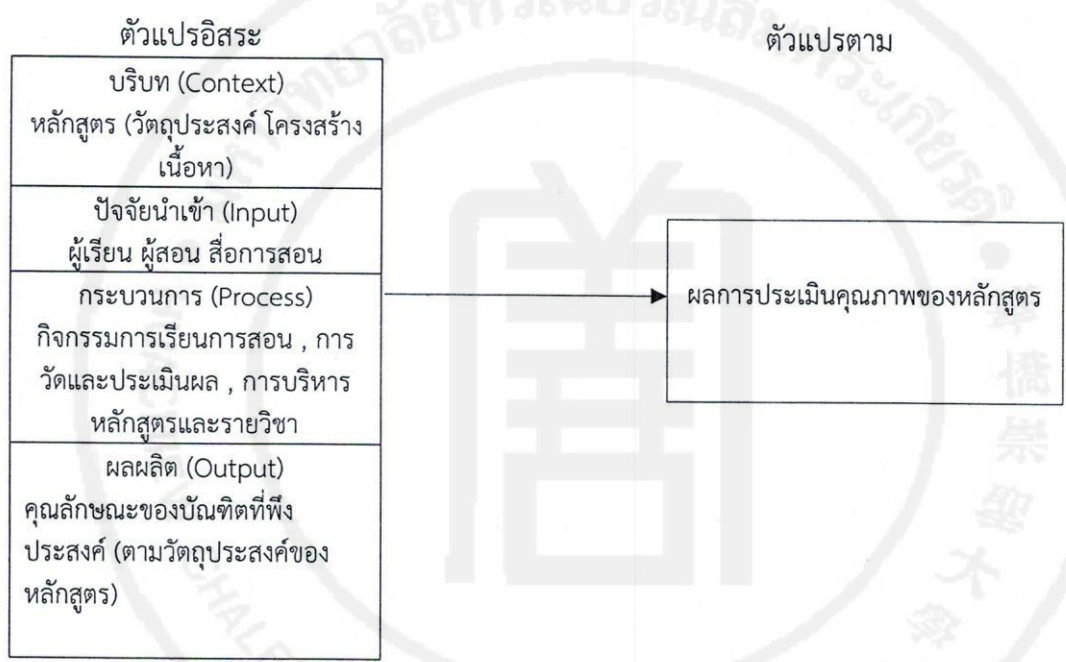 ตัวแปรอิสระ
บริบท (Context)
หลักสูตร (วัตถุประสงค์ โครงสร้าง
เนื้อหา)
ปัจจัยนำเข้า (Input)
ผู้เรียน ผู้สอน สื่อการสอน
กระบวนการ (Process)
กิจกรรมการเรียนการสอน , การ
วัดและประเมินผล , การบริหาร
หลักสูตรและรายวิชา
ผลผลิต (Output)
คุณลักษณะของบัณฑิตที่พึง
ประสงค์ (ตามวัตถุประสงค์ของ
หลักสูตร)
ตัวแปรตาม
ผลการประเมินคุณภาพของหลักสูตร
華僑崇聖大學